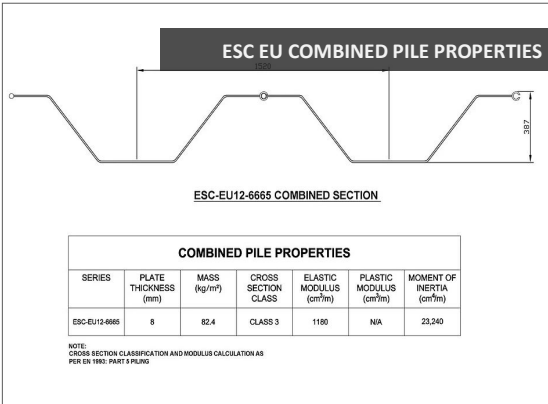 ESC EU COMBINED PILE PROPERTIES
387
ESC-EU12-6665 COMBINED SECTION
COMBINED PILE PROPERTIES
SERIES PLATE THICKNESS (mm) MASS (kg/m²) CROSS SECTION CLASS ELASTIC MODULUS (cm³/m) PLASTIC MODULUS (cm³/m) MOMENT OF INERTIA (cm⁴/m)
ESC-EU12-6665 8 82.4 CLASS 3 1180 N/A 23,240
NOTE:
CROSS SECTION CLASSIFICATION AND MODULUS CALCULATION AS
PER EN 1993: PART 5 PILING